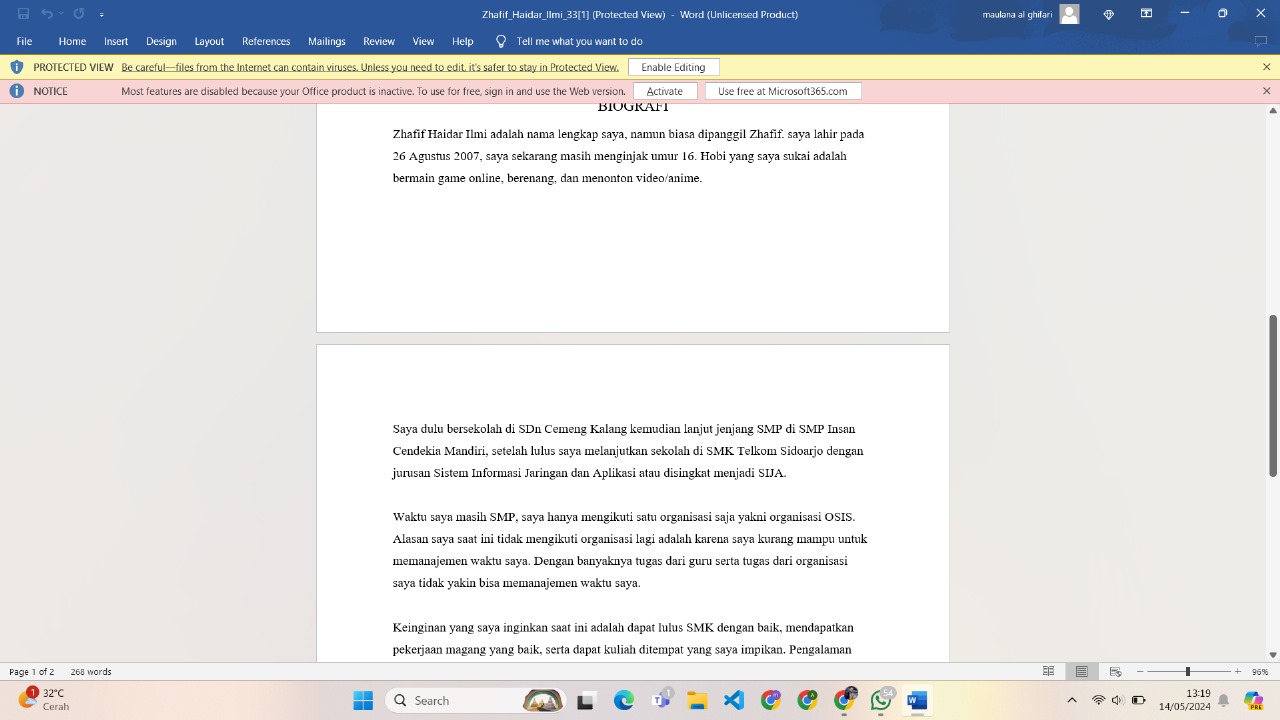 Zhafif_Haidar_Ilmi_33[1] (Protected View) - Word (Unlicensed Product)
maulana al ghifari
File Home Insert Design Layout References Mailings Review View Help Tell me what you want to do
PROTECTED VIEW Be careful—files from the Internet can contain viruses. Unless you need to edit, it's safer to stay in Protected View. Enable Editing
NOTICE Most features are disabled because your Office product is inactive. To use for free, sign in and use the Web version. Activate Use free at Microsoft365.com
BIOGRAFI
Zhafif Haidar Ilmi adalah nama lengkap saya, namun biasa dipanggil Zhafif. saya lahir pada
26 Agustus 2007, saya sekarang masih menginjak umur 16. Hobi yang saya sukai adalah
bermain game online, berenang, dan menonton video/anime.
Saya dulu bersekolah di SDn Cemeng Kalang kemudian lanjut jenjang SMP di SMP Insan
Cendekia Mandiri, setelah lulus saya melanjutkan sekolah di SMK Telkom Sidoarjo dengan
jurusan Sistem Informasi Jaringan dan Aplikasi atau disingkat menjadi SIJA.
Waktu saya masih SMP, saya hanya mengikuti satu organisasi saja yakni organisasi OSIS.
Alasan saya saat ini tidak mengikuti organisasi lagi adalah karena saya kurang mampu untuk
memanajemen waktu saya. Dengan banyaknya tugas dari guru serta tugas dari organisasi
saya tidak yakin bisa memanajemen waktu saya.
Keinginan yang saya inginkan saat ini adalah dapat lulus SMK dengan baik, mendapatkan
pekerjaan magang yang baik, serta dapat kuliah ditempat yang saya impikan. Pengalaman
Page 1 of 2 268 words
96%
1
32°C
Cerah
Search
1
54
13:19
14/05/2024
PRE